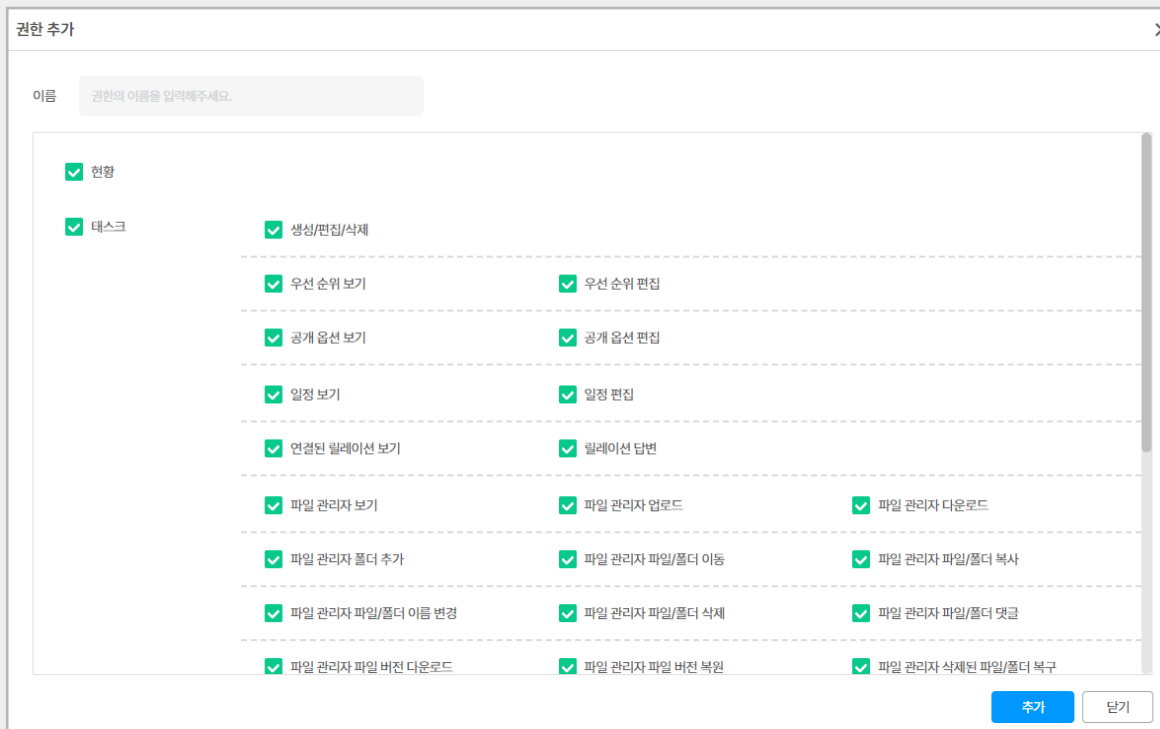 권한 추가
이름 권한의 이름을 입력해주세요.
현황
태스크 생성/편집/삭제
우선 순위 보기 우선 순위 편집
공개 옵션 보기 공개 옵션 편집
일정 보기 일정 편집
연결된 릴레이션 보기 릴레이션 답변
파일 관리자 보기 파일 관리자 업로드 파일 관리자 다운로드
파일 관리자 폴더 추가 파일 관리자 파일/폴더 이동 파일 관리자 파일/폴더 복사
파일 관리자 파일/폴더 이름 변경 파일 관리자 파일/폴더 삭제 파일 관리자 파일/폴더 댓글
파일 관리자 파일 버전 다운로드 파일 관리자 파일 버전 복원 파일 관리자 삭제된 파일/폴더 복구
추가 닫기